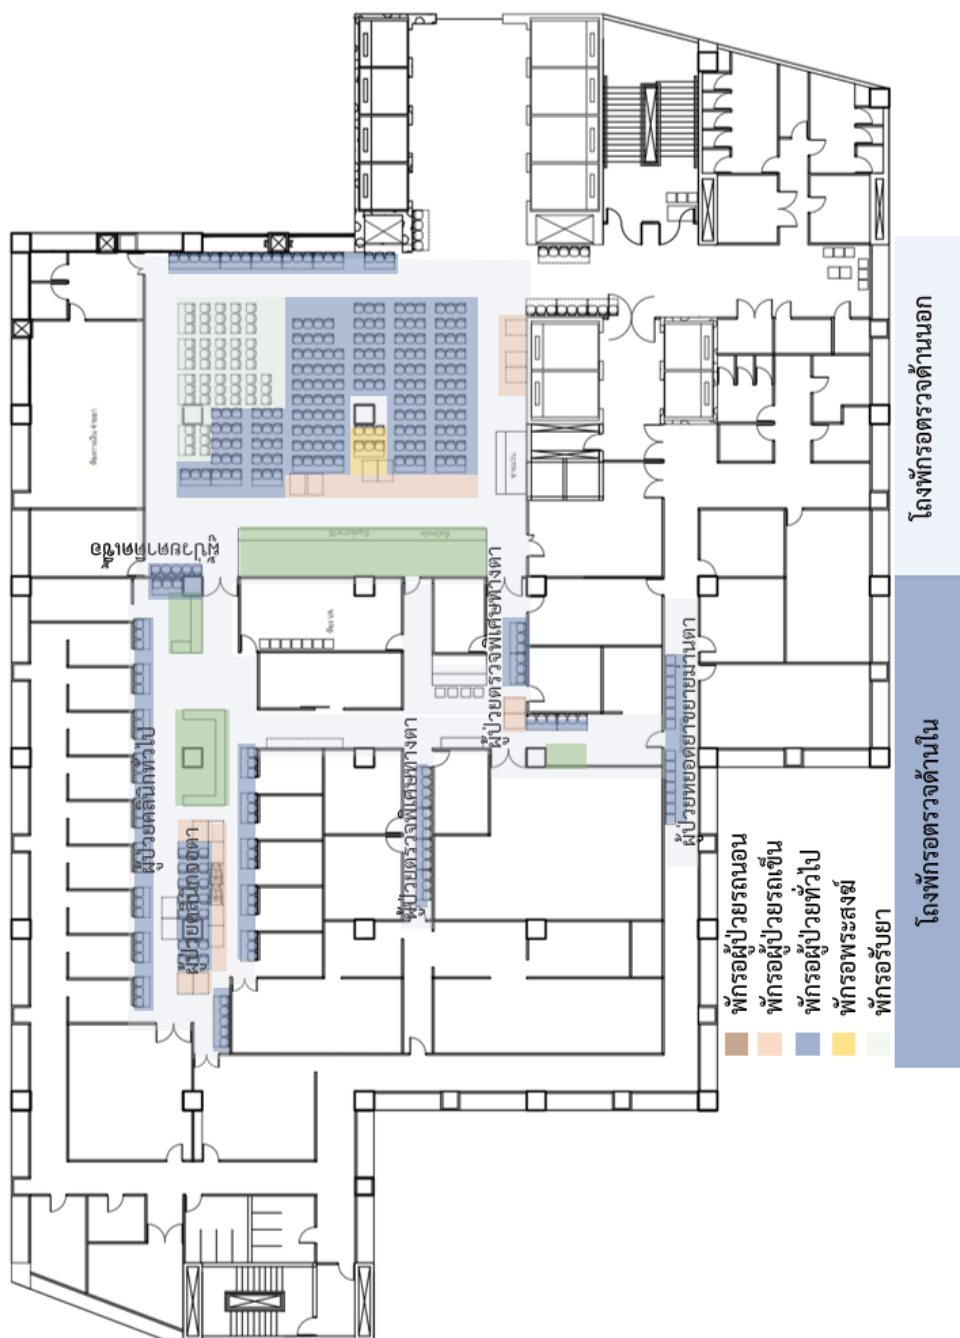 โถงพักรอตรวจด้านนอก
โถงพักรอตรวจด้านใน
พักรอผู้ป่วยรถนอน
พักรอผู้ป่วยรถเข็น
พักรอผู้ป่วยทั่วไป
พักรอพระสงฆ์
พักรอรับยา
ผู้ป่วยตาติดเชื้อ
ผู้ป่วยคลินิกทั่วไป
ผู้ป่วยคลินิกจอตา
ผู้ป่วยตรวจพิเศษทางตา
ผู้ป่วยตรวจพิเศษทางตา
ผู้ป่วยหยอดยาขยายม่านตา
ห้อง VA